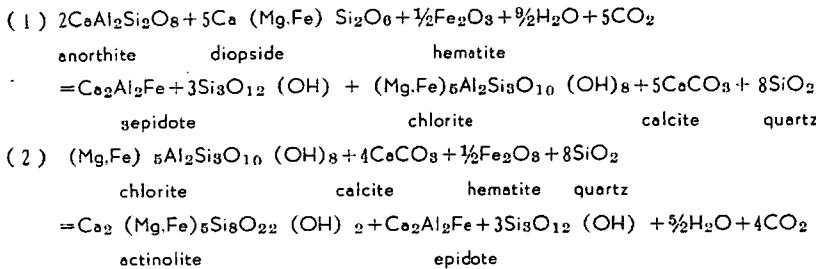 (1) 2CaAl₂Si₂O₈+5Ca (Mg.Fe) Si₂O₆+½Fe₂O₃+9⁄2H₂O+5CO₂
anorthite diopside hematite
=Ca₂Al₂Fe+3Si₃O₁₂ (OH) + (Mg.Fe)₅Al₂Si₃O₁₀ (OH)₈+5CaCO₃+8SiO₂
sepidote chlorite calcite quartz
(2) (Mg.Fe) ₅Al₂Si₃O₁₀ (OH)₈+4CaCO₃+½Fe₂O₃+8SiO₂
chlorite calcite hematite quartz
=Ca₂ (Mg.Fe)₅Si₈O₂₂ (OH) ₂+Ca₂Al₂Fe+3Si₃O₁₂ (OH) +5⁄2H₂O+4CO₂
actinolite epidote